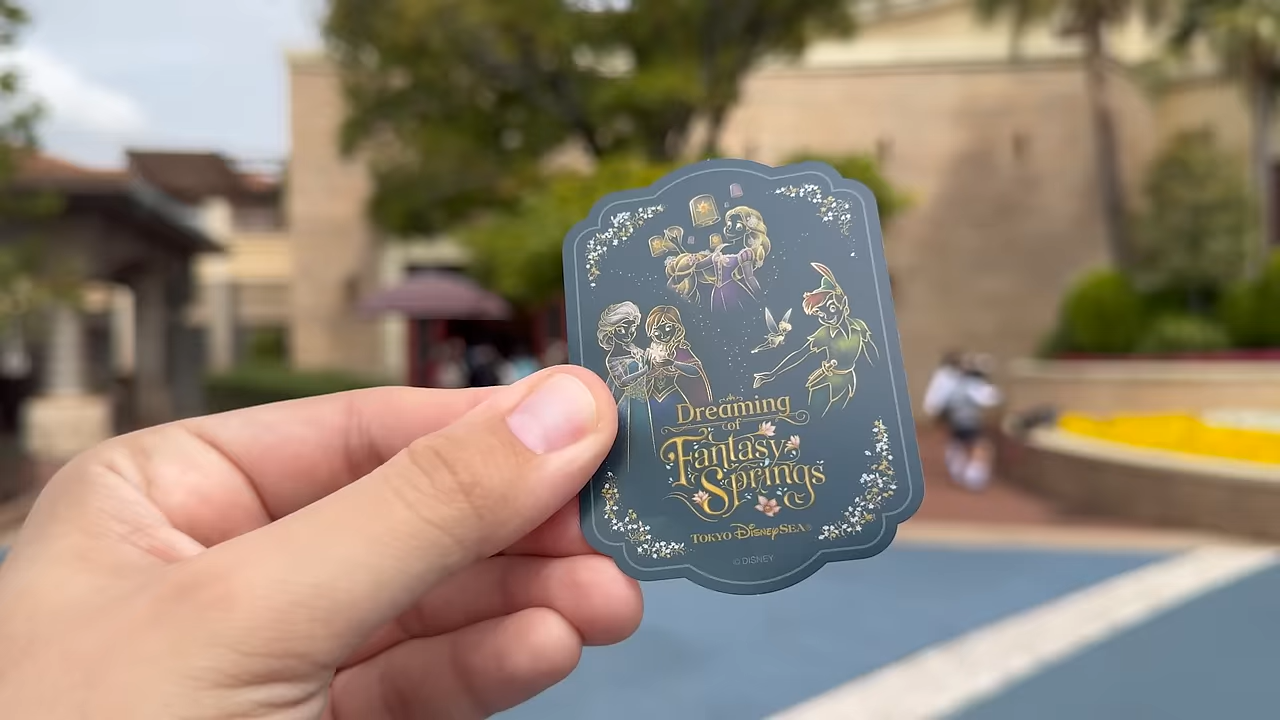 Dreaming
of
Fantasy
Springs
TOKYO DISNEYSEA®
© DISNEY